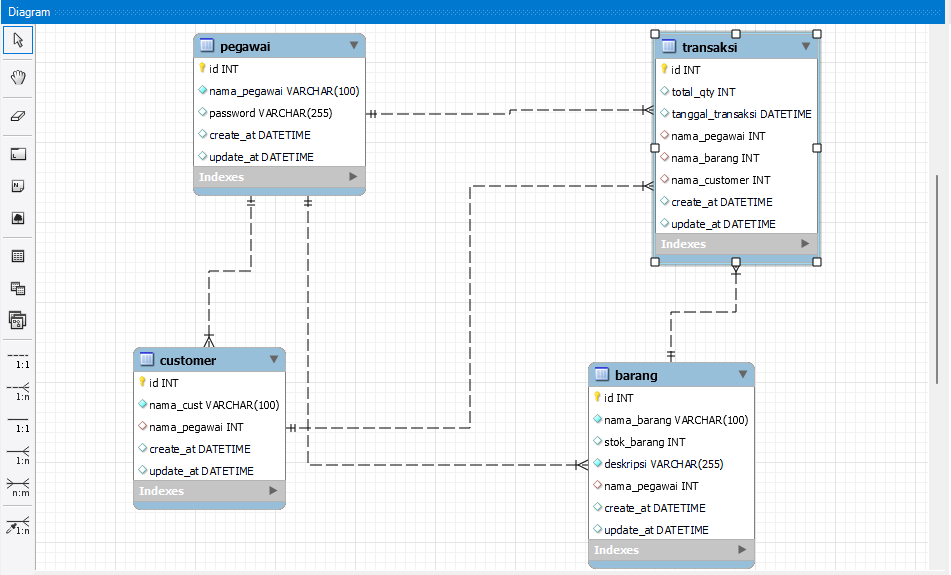 Diagram
pegawai
id INT
nama_pegawai VARCHAR(100)
password VARCHAR(255)
create_at DATETIME
update_at DATETIME
Indexes
transaksi
id INT
total_qty INT
tanggal_transaksi DATETIME
nama_pegawai INT
nama_barang INT
nama_customer INT
create_at DATETIME
update_at DATETIME
Indexes
customer
id INT
nama_cust VARCHAR(100)
nama_pegawai INT
create_at DATETIME
update_at DATETIME
Indexes
barang
id INT
nama_barang VARCHAR(100)
stok_barang INT
deskripsi VARCHAR(255)
nama_pegawai INT
create_at DATETIME
update_at DATETIME
Indexes
1:1
1:n
1:1
1:n
n:m
1:n